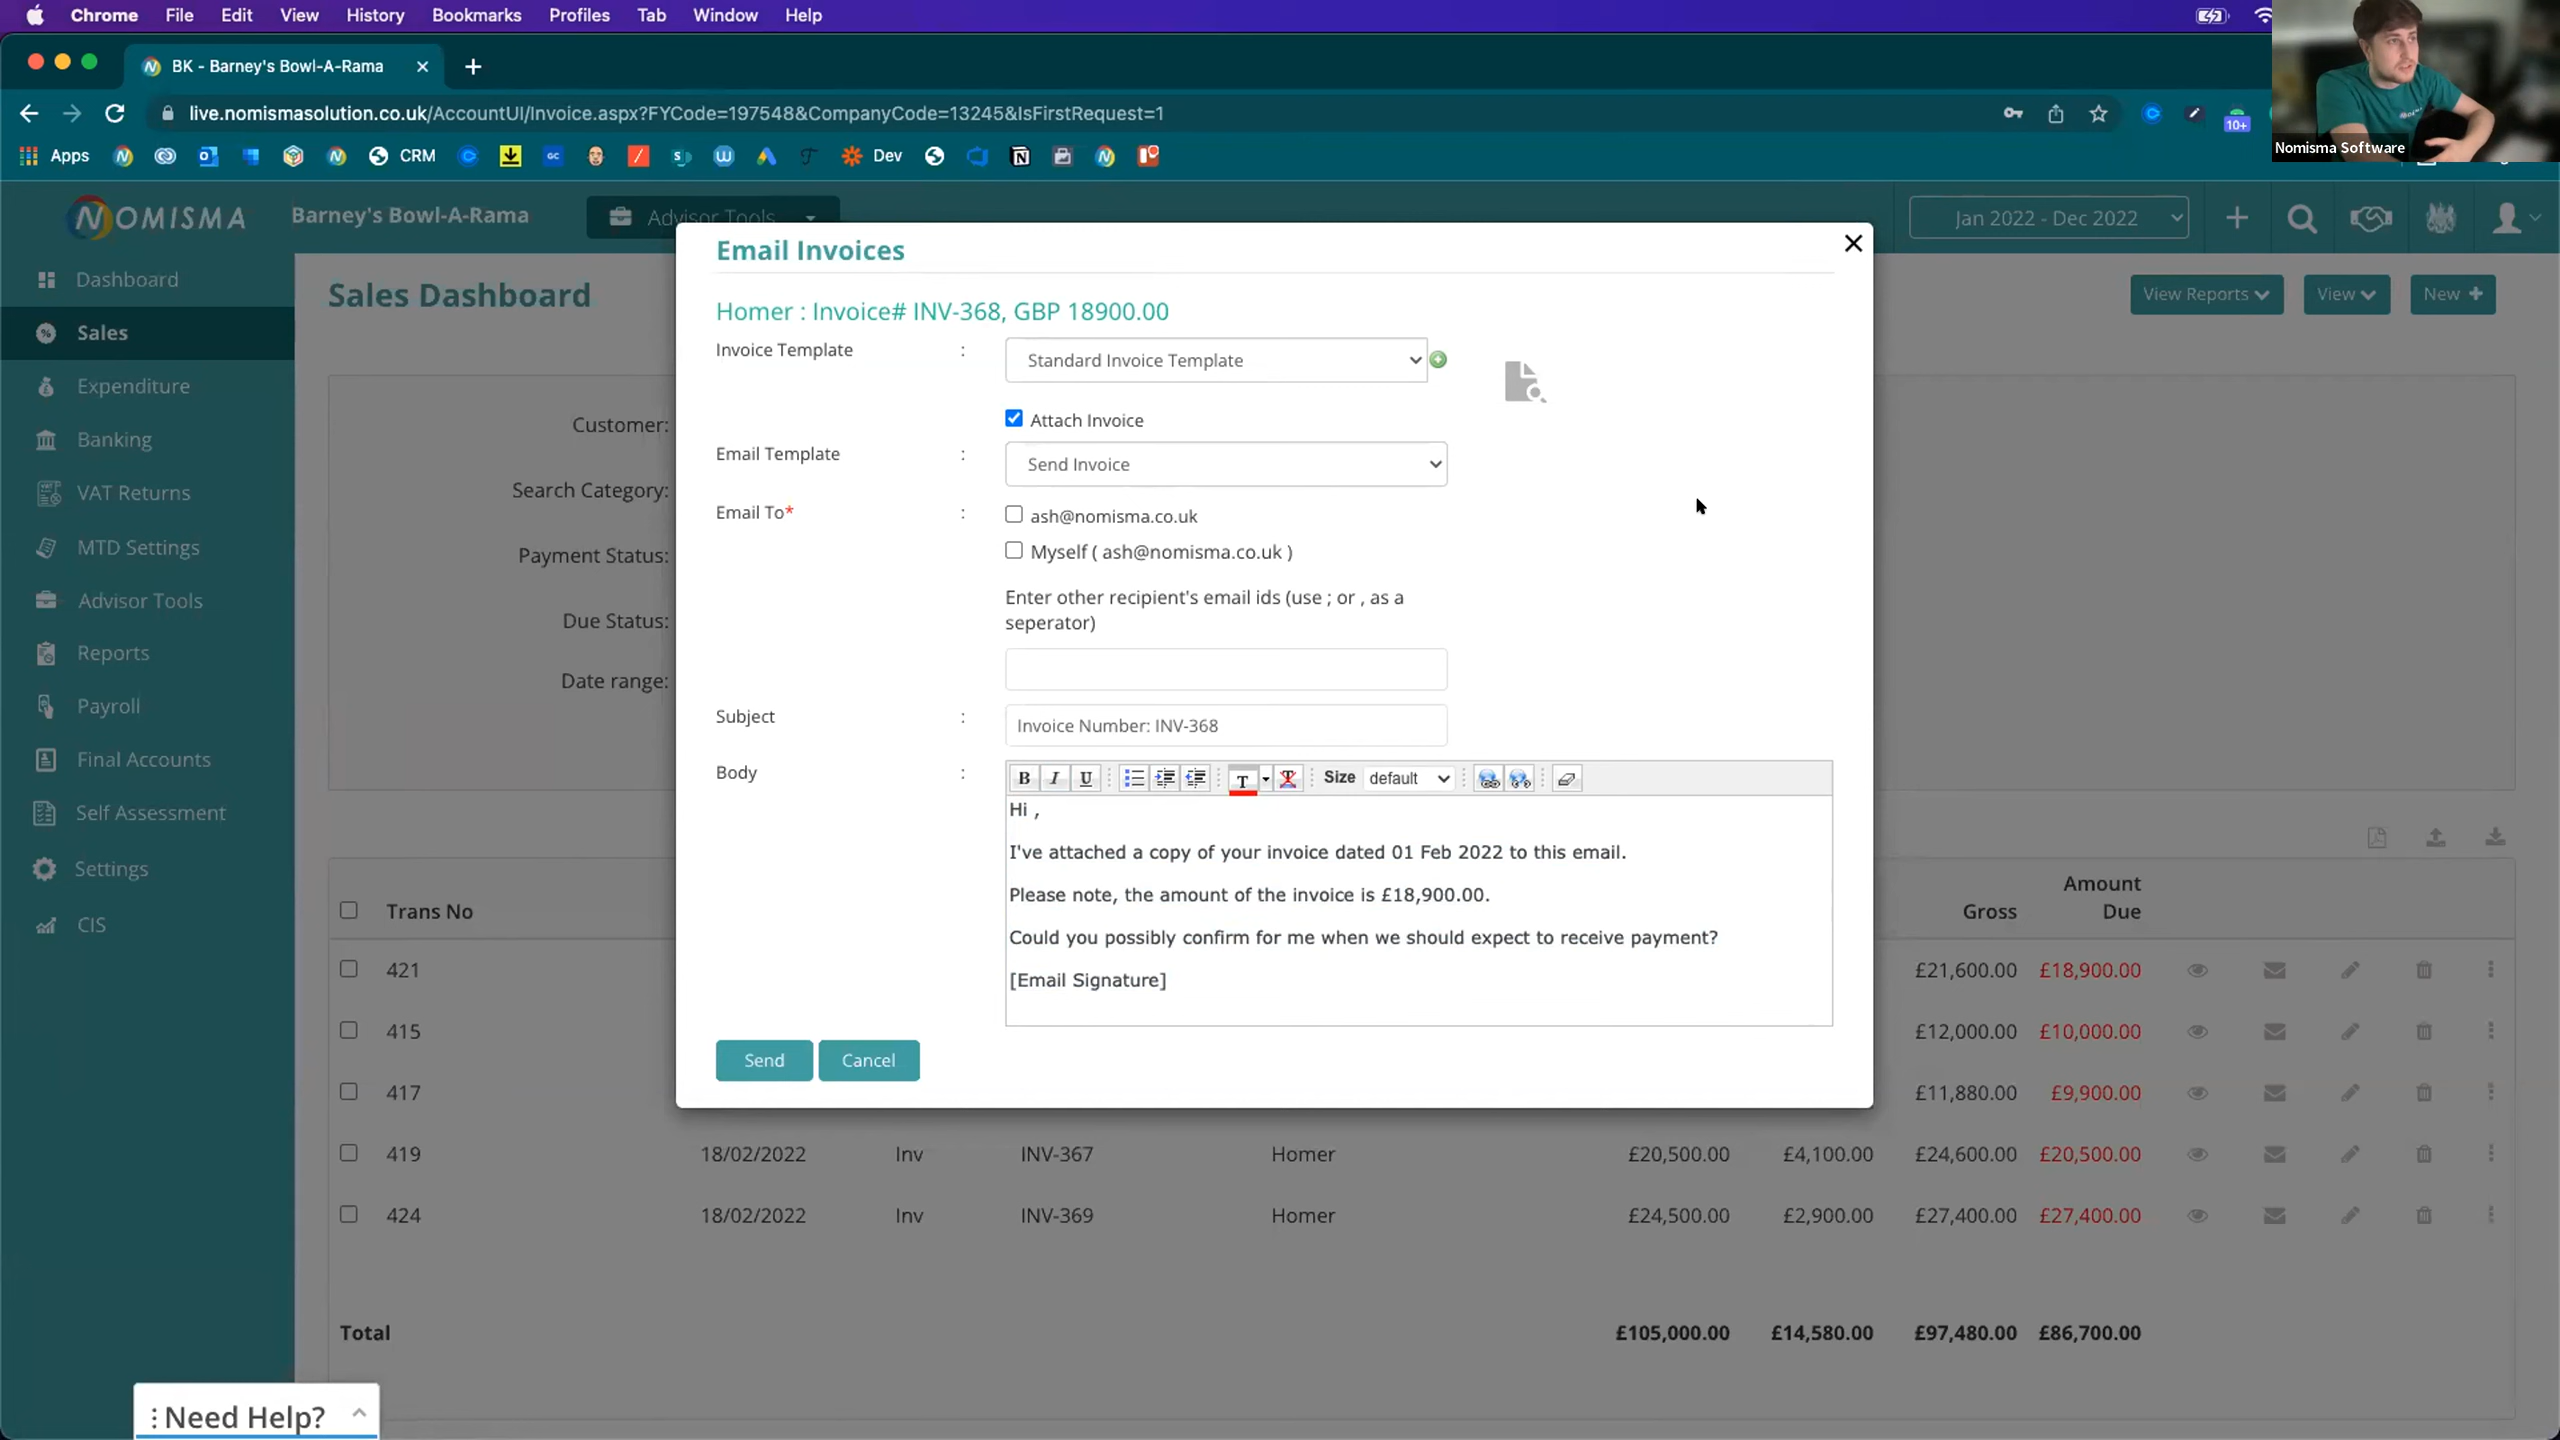 Chrome File Edit View History Bookmarks Profiles Tab Window Help
BK - Barney's Bowl-A-Rama
live.nomismasolution.co.uk/AccountUI/Invoice.aspx?FYCode=197548&CompanyCode=13245&IsFirstRequest=1
10+
Apps GC CRM Dev
Nomisma Software
NOMISMA Barney's Bowl-A-Rama Advisor Tools Jan 2022 - Dec 2022
Dashboard
Sales
Expenditure
Banking
VAT Returns
MTD Settings
Advisor Tools
Reports
Payroll
Final Accounts
Self Assessment
Settings
CIS
Sales Dashboard
View Reports View New
Customer:
Search Category:
Payment Status:
Due Status:
Date range:
Email Invoices
Homer : Invoice# INV-368, GBP 18900.00
Invoice Template : Standard Invoice Template
Attach Invoice
Email Template : Send Invoice
Email To* : ash@nomisma.co.uk
Myself ( ash@nomisma.co.uk )
Enter other recipient's email ids (use ; or , as a
seperator)
Subject : Invoice Number: INV-368
Body : B I U T Size default
Hi ,
I've attached a copy of your invoice dated 01 Feb 2022 to this email.
Please note, the amount of the invoice is £18,900.00.
Could you possibly confirm for me when we should expect to receive payment?
[Email Signature]
Send Cancel
Trans No Gross Amount Due
421 £21,600.00 £18,900.00
415 £12,000.00 £10,000.00
417 £11,880.00 £9,900.00
419 18/02/2022 Inv INV-367 Homer £20,500.00 £4,100.00 £24,600.00 £20,500.00
424 18/02/2022 Inv INV-369 Homer £24,500.00 £2,900.00 £27,400.00 £27,400.00
Total £105,000.00 £14,580.00 £97,480.00 £86,700.00
Need Help?